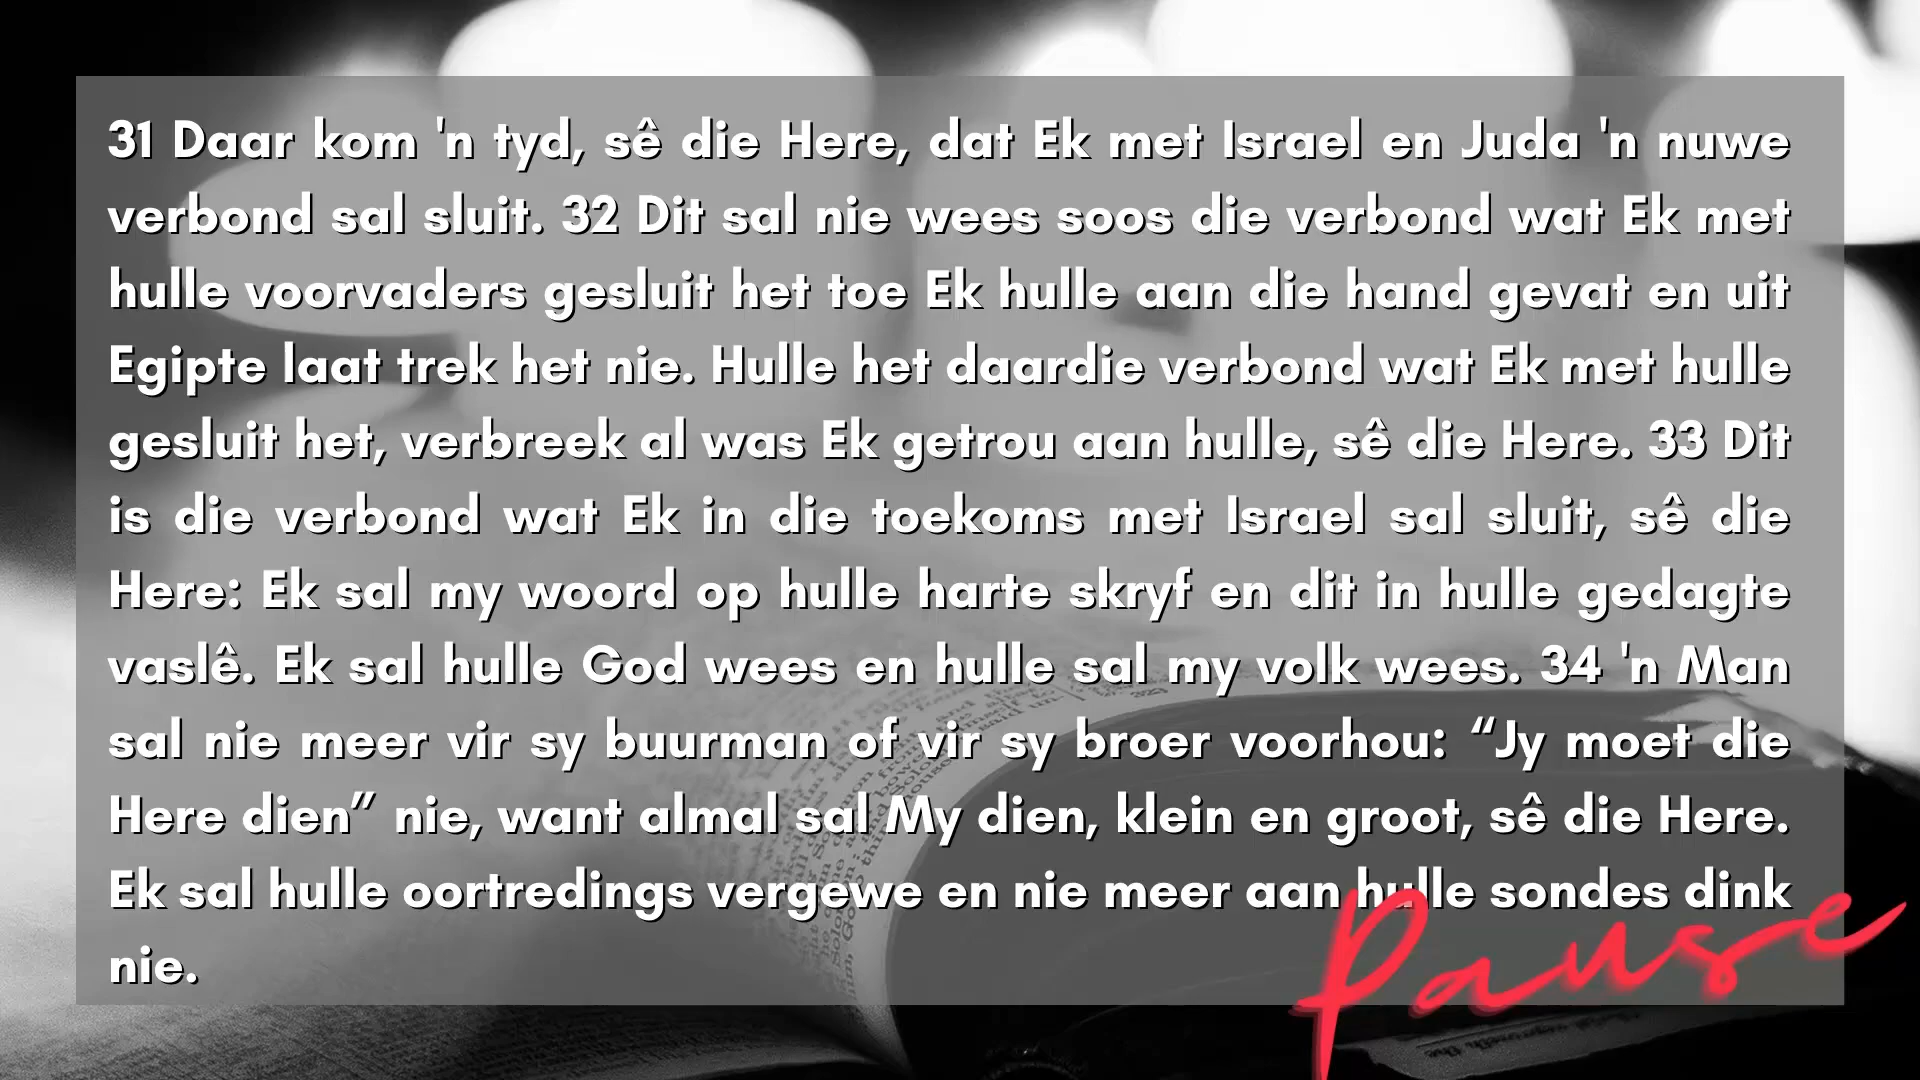 31 Daar kom 'n tyd, sê die Here, dat Ek met Israel en Juda 'n nuwe
verbond sal sluit. 32 Dit sal nie wees soos die verbond wat Ek met
hulle voorvaders gesluit het toe Ek hulle aan die hand gevat en uit
Egipte laat trek het nie. Hulle het daardie verbond wat Ek met hulle
gesluit het, verbreek al was Ek getrou aan hulle, sê die Here. 33 Dit
is die verbond wat Ek in die toekoms met Israel sal sluit, sê die
Here: Ek sal my woord op hulle harte skryf en dit in hulle gedagte
vaslê. Ek sal hulle God wees en hulle sal my volk wees. 34 'n Man
sal nie meer vir sy buurman of vir sy broer voorhou: “Jy moet die
Here dien” nie, want almal sal My dien, klein en groot, sê die Here.
Ek sal hulle oortredings vergewe en nie meer aan hulle sondes dink
nie.
Pause